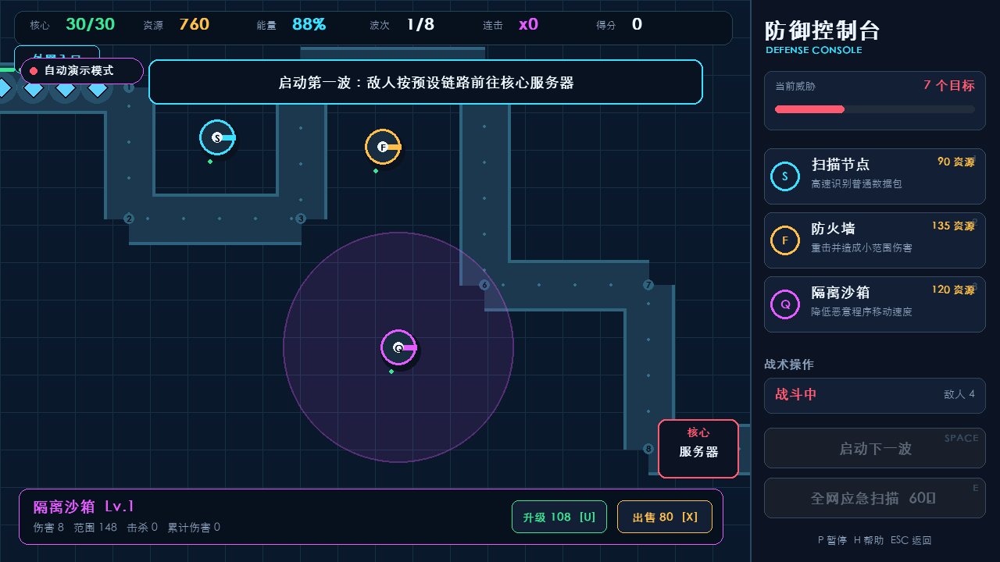 核心 30/30 资源 760 能量 88% 波次 1/8 连击 x0 得分 0
自动演示模式
启动第一波：敌人按预设链路前往核心服务器
1
S
F
2
3
6
7
Q
8
核心
服务器
隔离沙箱 Lv.1
伤害 8 范围 148 击杀 0 累计伤害 0
升级 108 [U]
出售 80 [X]
防御控制台
DEFENSE CONSOLE
当前威胁 7 个目标
S
扫描节点 90 资源
高速识别普通数据包
F
防火墙 135 资源
重击并造成小范围伤害
Q
隔离沙箱 120 资源
降低恶意程序移动速度
战术操作
战斗中 敌人 4
SPACE
启动下一波
E
全网应急扫描 60
P 暂停 H 帮助 ESC 返回